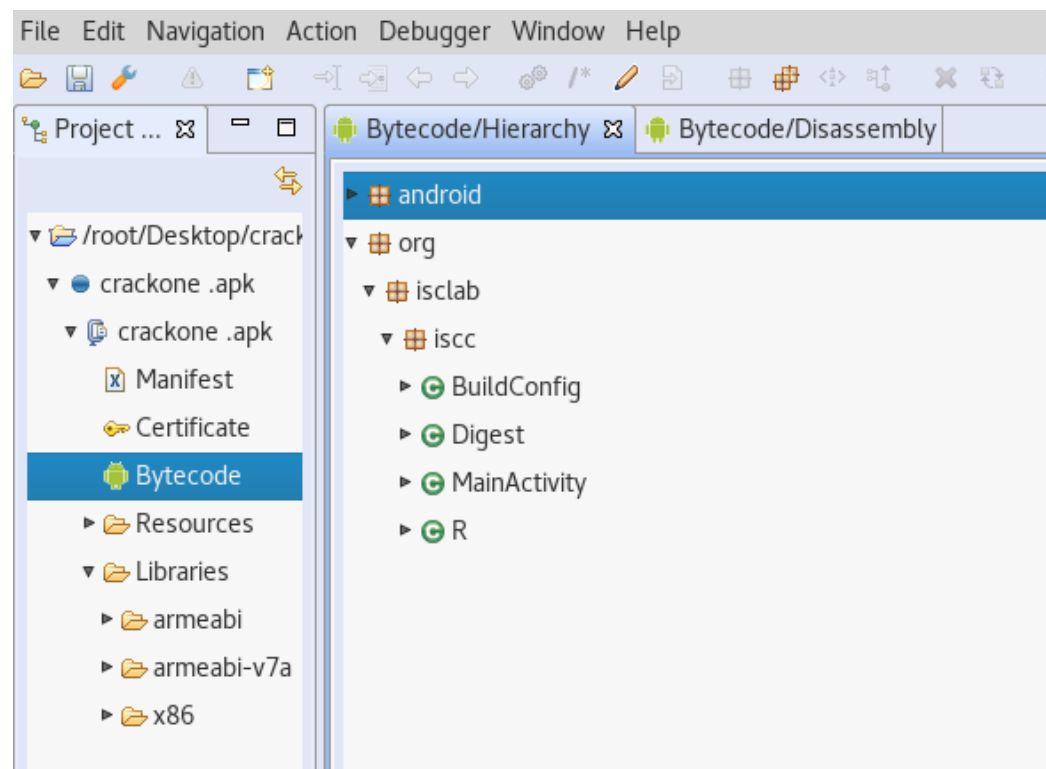 File Edit Navigation Action Debugger Window Help
Project ...
/root/Desktop/crack
crackone .apk
crackone .apk
Manifest
Certificate
Bytecode
Resources
Libraries
armeabi
armeabi-v7a
x86
Bytecode/Hierarchy Bytecode/Disassembly
android
org
isclab
iscc
BuildConfig
Digest
MainActivity
R